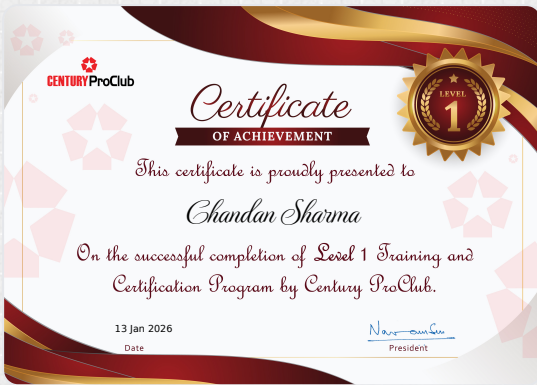 CENTURY ProClub
Certificate
OF ACHIEVEMENT
LEVEL
1
This certificate is proudly presented to
Chandan Sharma
On the successful completion of Level 1 Training and
Certification Program by Century ProClub.
13 Jan 2026
Date
President